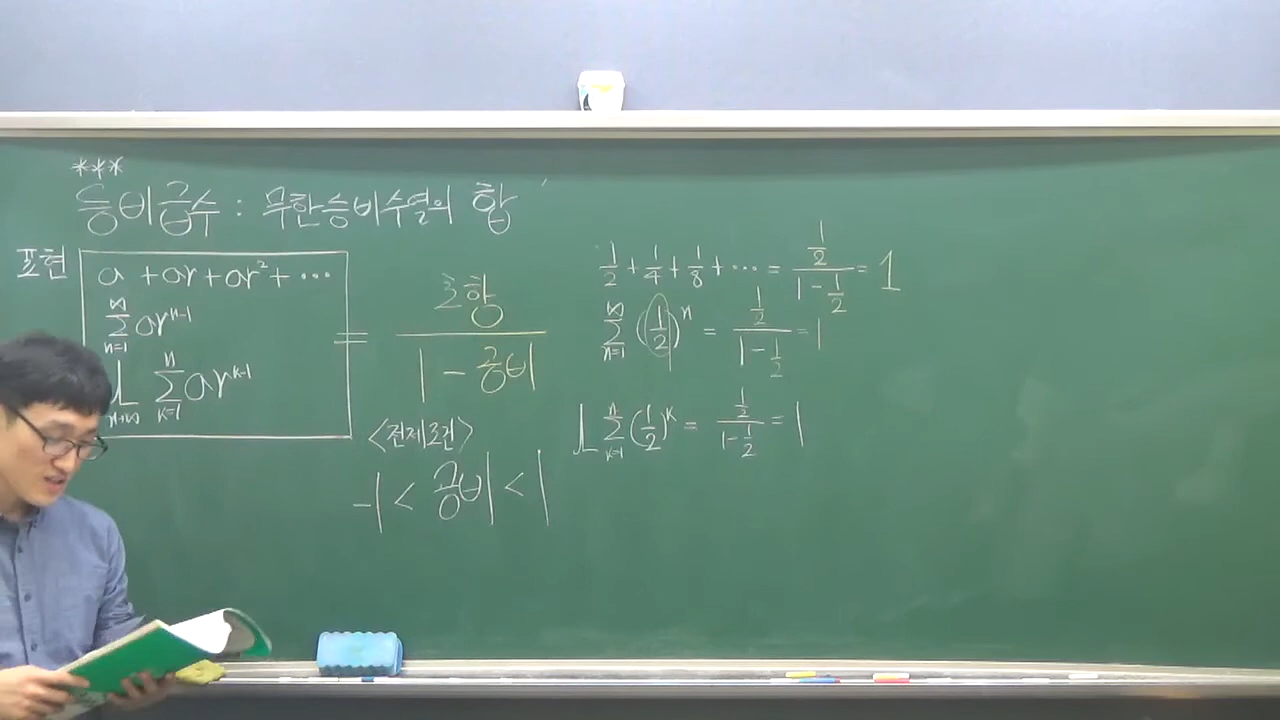 ***
등비급수 : 무한등비수열의 합
표현
a + ar + ar² + ⋯
∑_{n=1}^{∞} ar^{n-1}
lim_{n→∞} ∑_{k=1}^{n} ar^{k-1}
= 초항 / (1 - 공비)
<전제조건>
-1 < 공비 < 1
1/2 + 1/4 + 1/8 + ⋯ = (1/2) / (1 - 1/2) = 1
∑_{n=1}^{∞} (1/2)^n = (1/2) / (1 - 1/2) = 1
lim ∑_{k=1}^{n} (1/2)^k = (1/2) / (1 - 1/2) = 1